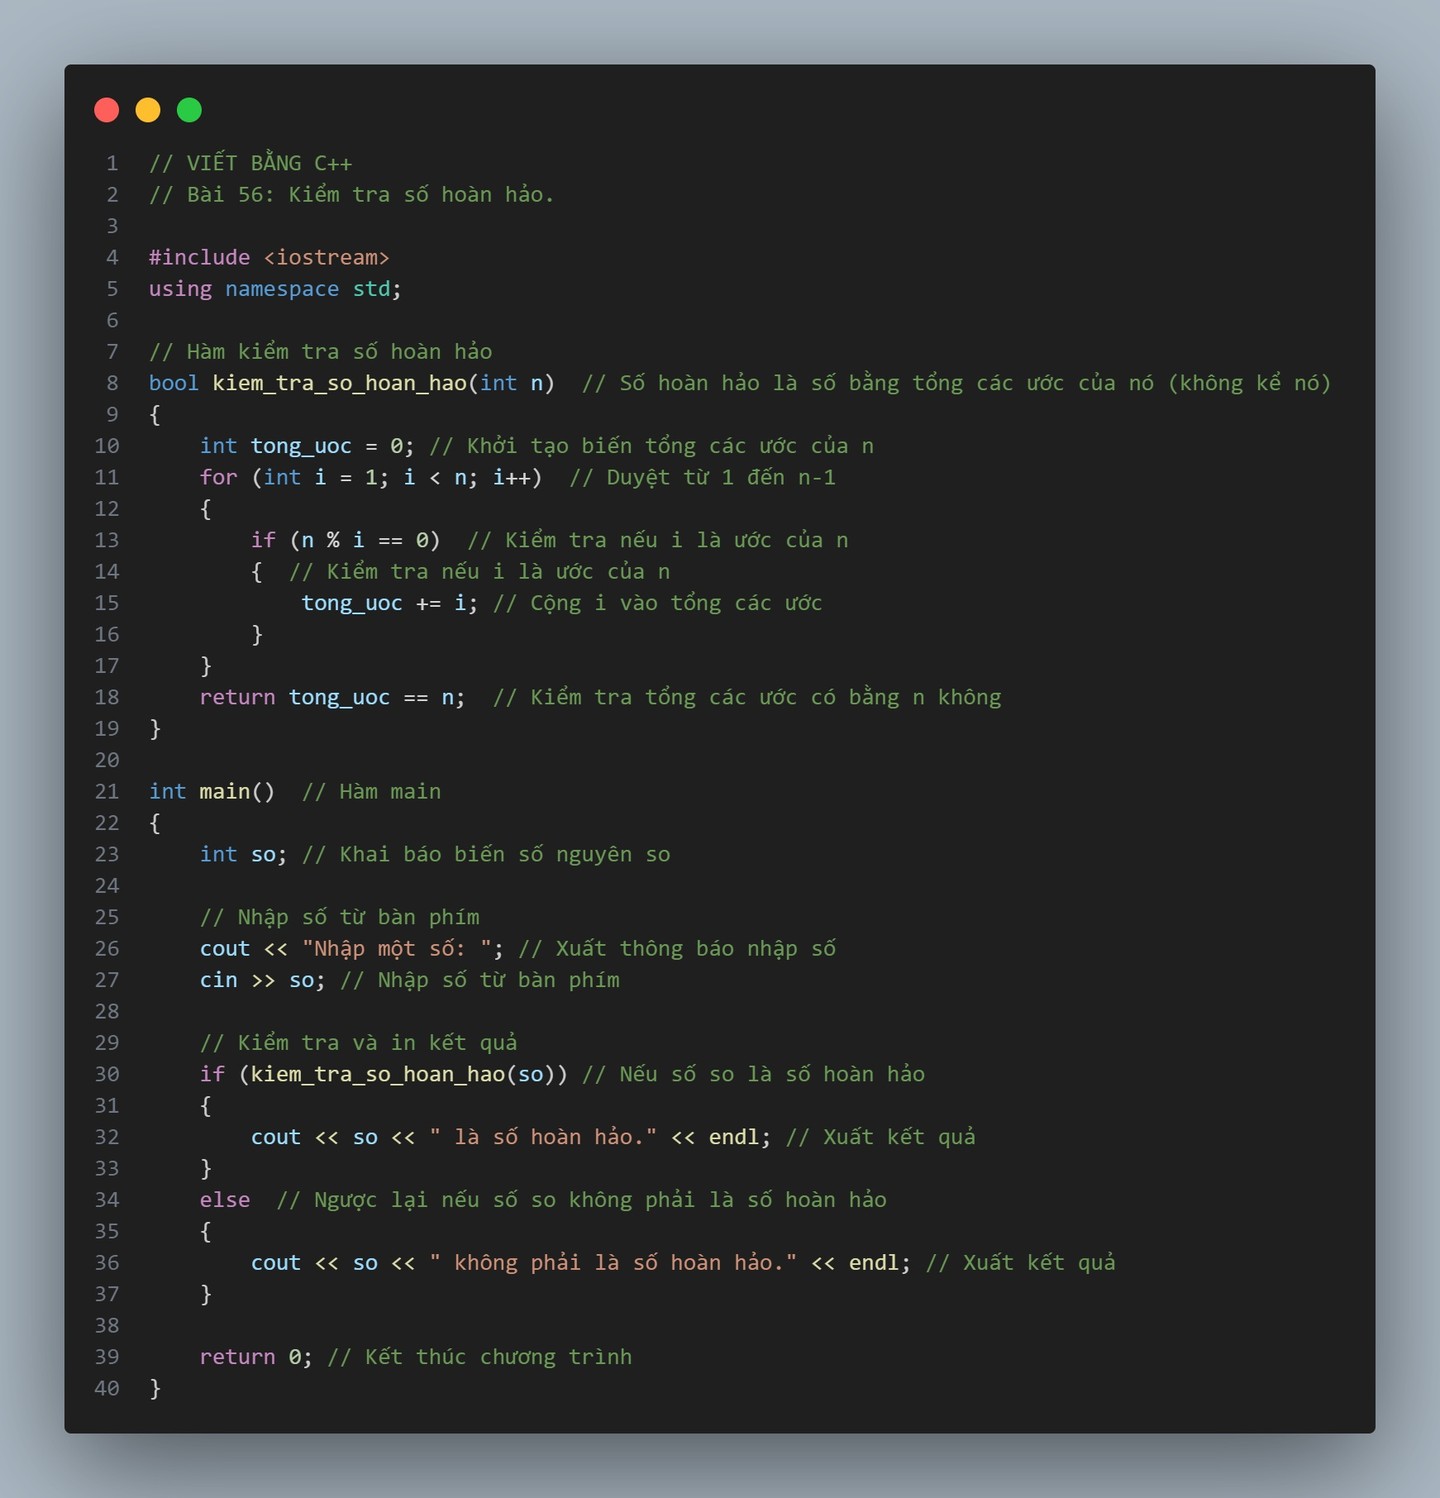 1 // VIẾT BẰNG C++
2 // Bài 56: Kiểm tra số hoàn hảo.
3
4 #include <iostream>
5 using namespace std;
6
7 // Hàm kiểm tra số hoàn hảo
8 bool kiem_tra_so_hoan_hao(int n)  // Số hoàn hảo là số bằng tổng các ước của nó (không kể nó)
9 {
10     int tong_uoc = 0; // Khởi tạo biến tổng các ước của n
11     for (int i = 1; i < n; i++)  // Duyệt từ 1 đến n-1
12     {
13         if (n % i == 0)  // Kiểm tra nếu i là ước của n
14         {  // Kiểm tra nếu i là ước của n
15             tong_uoc += i; // Cộng i vào tổng các ước
16         }
17     }
18     return tong_uoc == n;  // Kiểm tra tổng các ước có bằng n không
19 }
20
21 int main()  // Hàm main
22 {
23     int so; // Khai báo biến số nguyên so
24
25     // Nhập số từ bàn phím
26     cout << "Nhập một số: "; // Xuất thông báo nhập số
27     cin >> so; // Nhập số từ bàn phím
28
29     // Kiểm tra và in kết quả
30     if (kiem_tra_so_hoan_hao(so)) // Nếu số so là số hoàn hảo
31     {
32         cout << so << " là số hoàn hảo." << endl; // Xuất kết quả
33     }
34     else  // Ngược lại nếu số so không phải là số hoàn hảo
35     {
36         cout << so << " không phải là số hoàn hảo." << endl; // Xuất kết quả
37     }
38
39     return 0; // Kết thúc chương trình
40 }